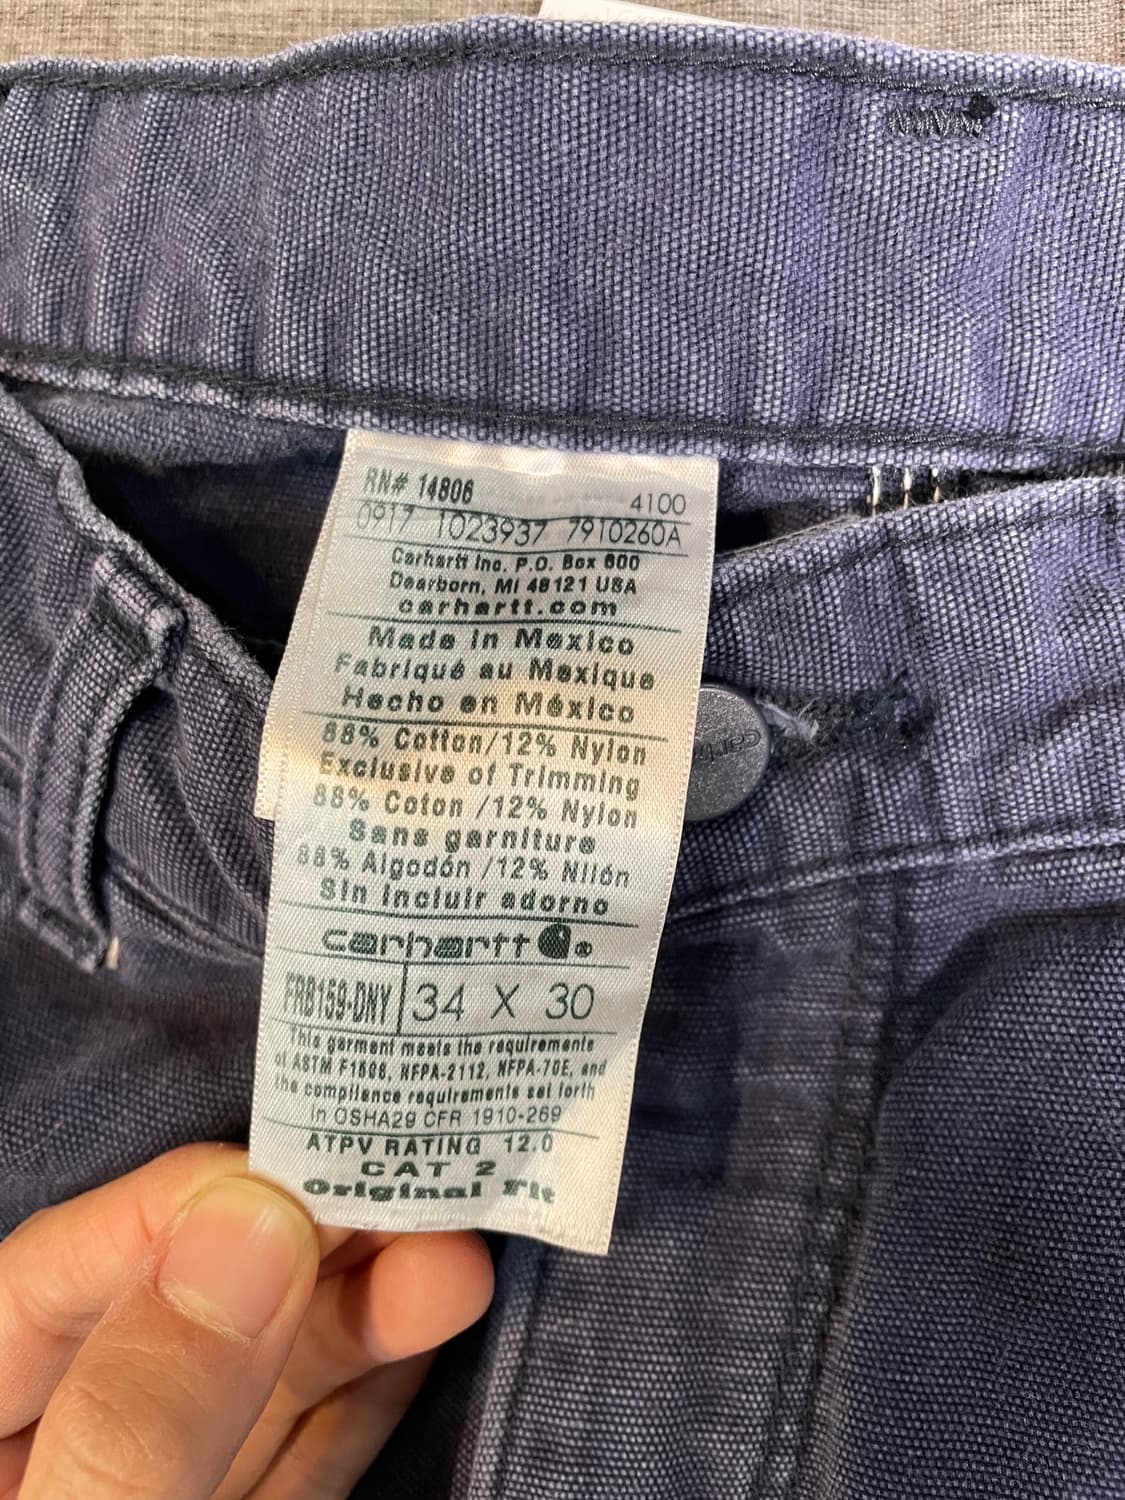 RN# 14806
4100
0917 1023937 7910260A
Carhartt Inc. P.O. Box 600
Dearborn, MI 48121 USA
carhartt.com
Made in Mexico
Fabriqué au Mexique
Hecho en México
88% Cotton/12% Nylon
Exclusive of Trimming
88% Coton /12% Nylon
Sans garniture
88% Algodón /12% Nilón
Sin incluir adorno
carhartt ®
FRB159-DNY 34 X 30
This garment meets the requirements
of ASTM F1506, NFPA-2112, NFPA-70E, and
the compliance requirements set forth
in OSHA29 CFR 1910-269
ATPV RATING 12.0
CAT 2
Original Fit